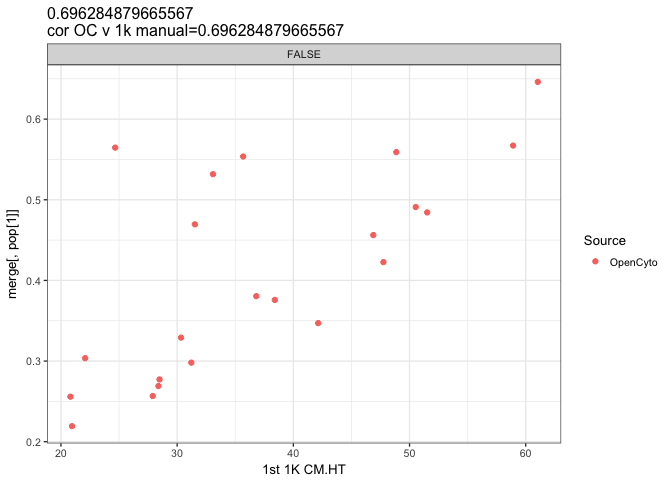 0.696284879665567
cor OC v 1k manual=0.696284879665567
FALSE
0.6
0.5
0.4
0.3
0.2
merge[, pop[1]]
20 30 40 50 60
1st 1K CM.HT
Source
OpenCyto